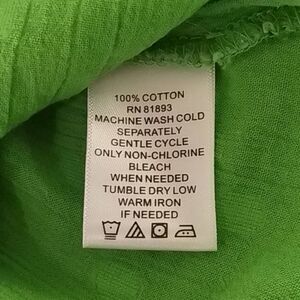 100% COTTON
RN 81893
MACHINE WASH COLD
SEPARATELY
GENTLE CYCLE
ONLY NON-CHLORINE
BLEACH
WHEN NEEDED
TUMBLE DRY LOW
WARM IRON
IF NEEDED